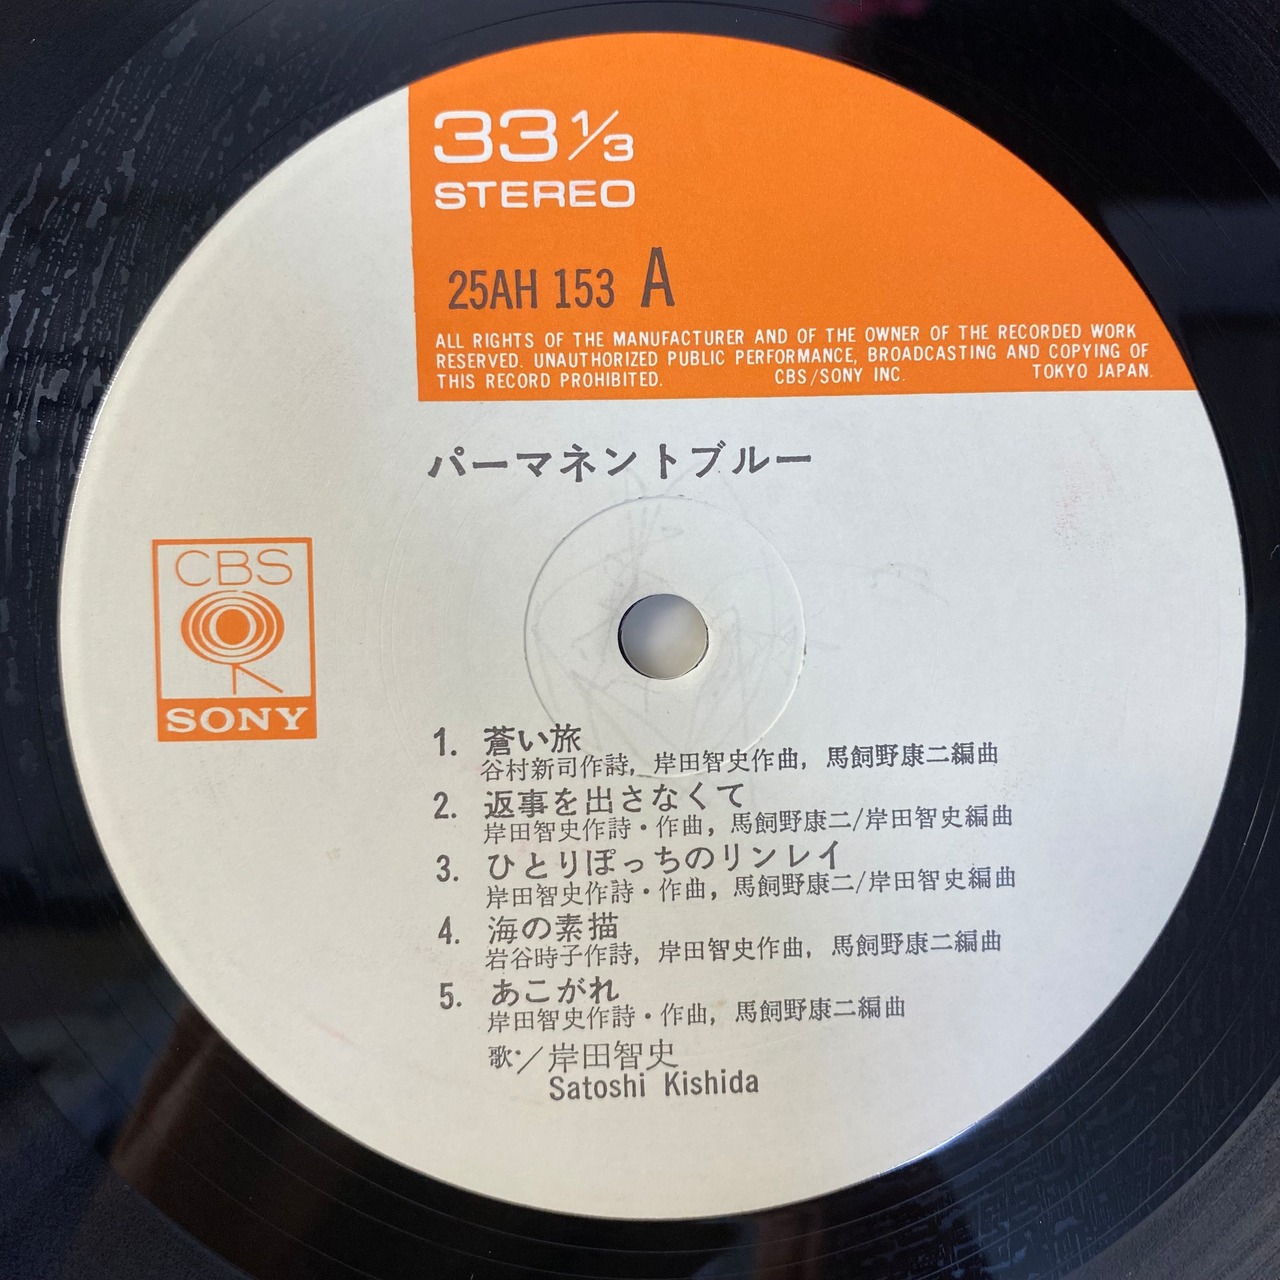 33 1/3
STEREO
25AH 153 A
ALL RIGHTS OF THE MANUFACTURER AND OF THE OWNER OF THE RECORDED WORK
RESERVED. UNAUTHORIZED PUBLIC PERFORMANCE, BROADCASTING AND COPYING OF
THIS RECORD PROHIBITED. CBS/SONY INC. TOKYO JAPAN.
パーマネントブルー
CBS
SONY
1. 蒼い旅
谷村新司作詩, 岸田智史作曲, 馬飼野康二編曲
2. 返事を出さなくて
岸田智史作詩・作曲, 馬飼野康二/岸田智史編曲
3. ひとりぽっちのリンレイ
岸田智史作詩・作曲, 馬飼野康二/岸田智史編曲
4. 海の素描
岩谷時子作詩, 岸田智史作曲, 馬飼野康二編曲
5. あこがれ
岸田智史作詩・作曲, 馬飼野康二編曲
歌・/岸田智史
Satoshi Kishida